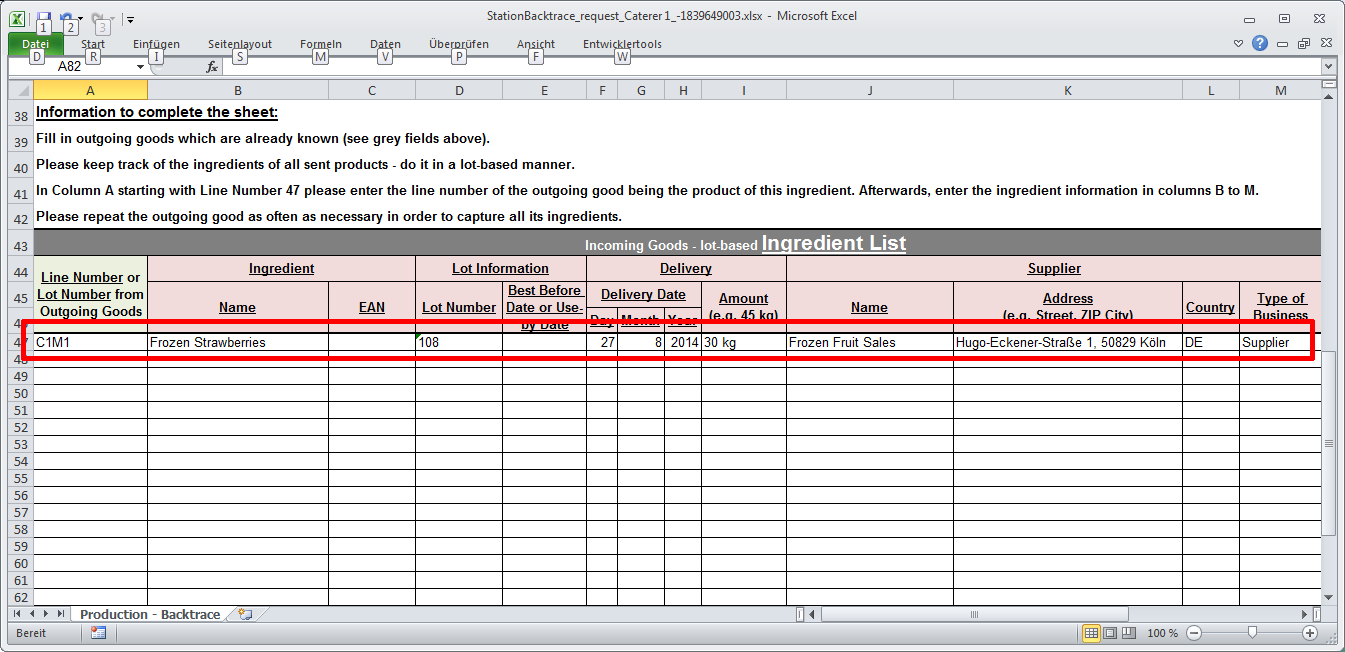 StationBacktrace_request_Caterer 1_-1839649003.xlsx - Microsoft Excel
1 2 3
Datei Start Einfügen Seitenlayout Formeln Daten Überprüfen Ansicht Entwicklertools
D R I S M V P F W
A82 fx
A B C D E F G H I J K L M
38 Information to complete the sheet:
39 Fill in outgoing goods which are already known (see grey fields above).
40 Please keep track of the ingredients of all sent products - do it in a lot-based manner.
41 In Column A starting with Line Number 47 please enter the line number of the outgoing good being the product of this ingredient. Afterwards, enter the ingredient information in columns B to M.
42 Please repeat the outgoing good as often as necessary in order to capture all its ingredients.
43 Incoming Goods - lot-based Ingredient List
44 Ingredient Lot Information Delivery Supplier
45
Line Number or
Lot Number from
Outgoing Goods
Name EAN Lot Number
Best Before
Date or Use-
by Date
Delivery Date
Day Month Year
Amount
(e.g. 45 kg)
Name
Address
(e.g. Street, ZIP City)
Country
Type of
Business
47 C1M1 Frozen Strawberries 108 27 8 2014 30 kg Frozen Fruit Sales Hugo-Eckener-Straße 1, 50829 Köln DE Supplier
48
49
50
51
52
53
54
55
56
57
58
59
60
61
62
Production - Backtrace
Bereit 100 %